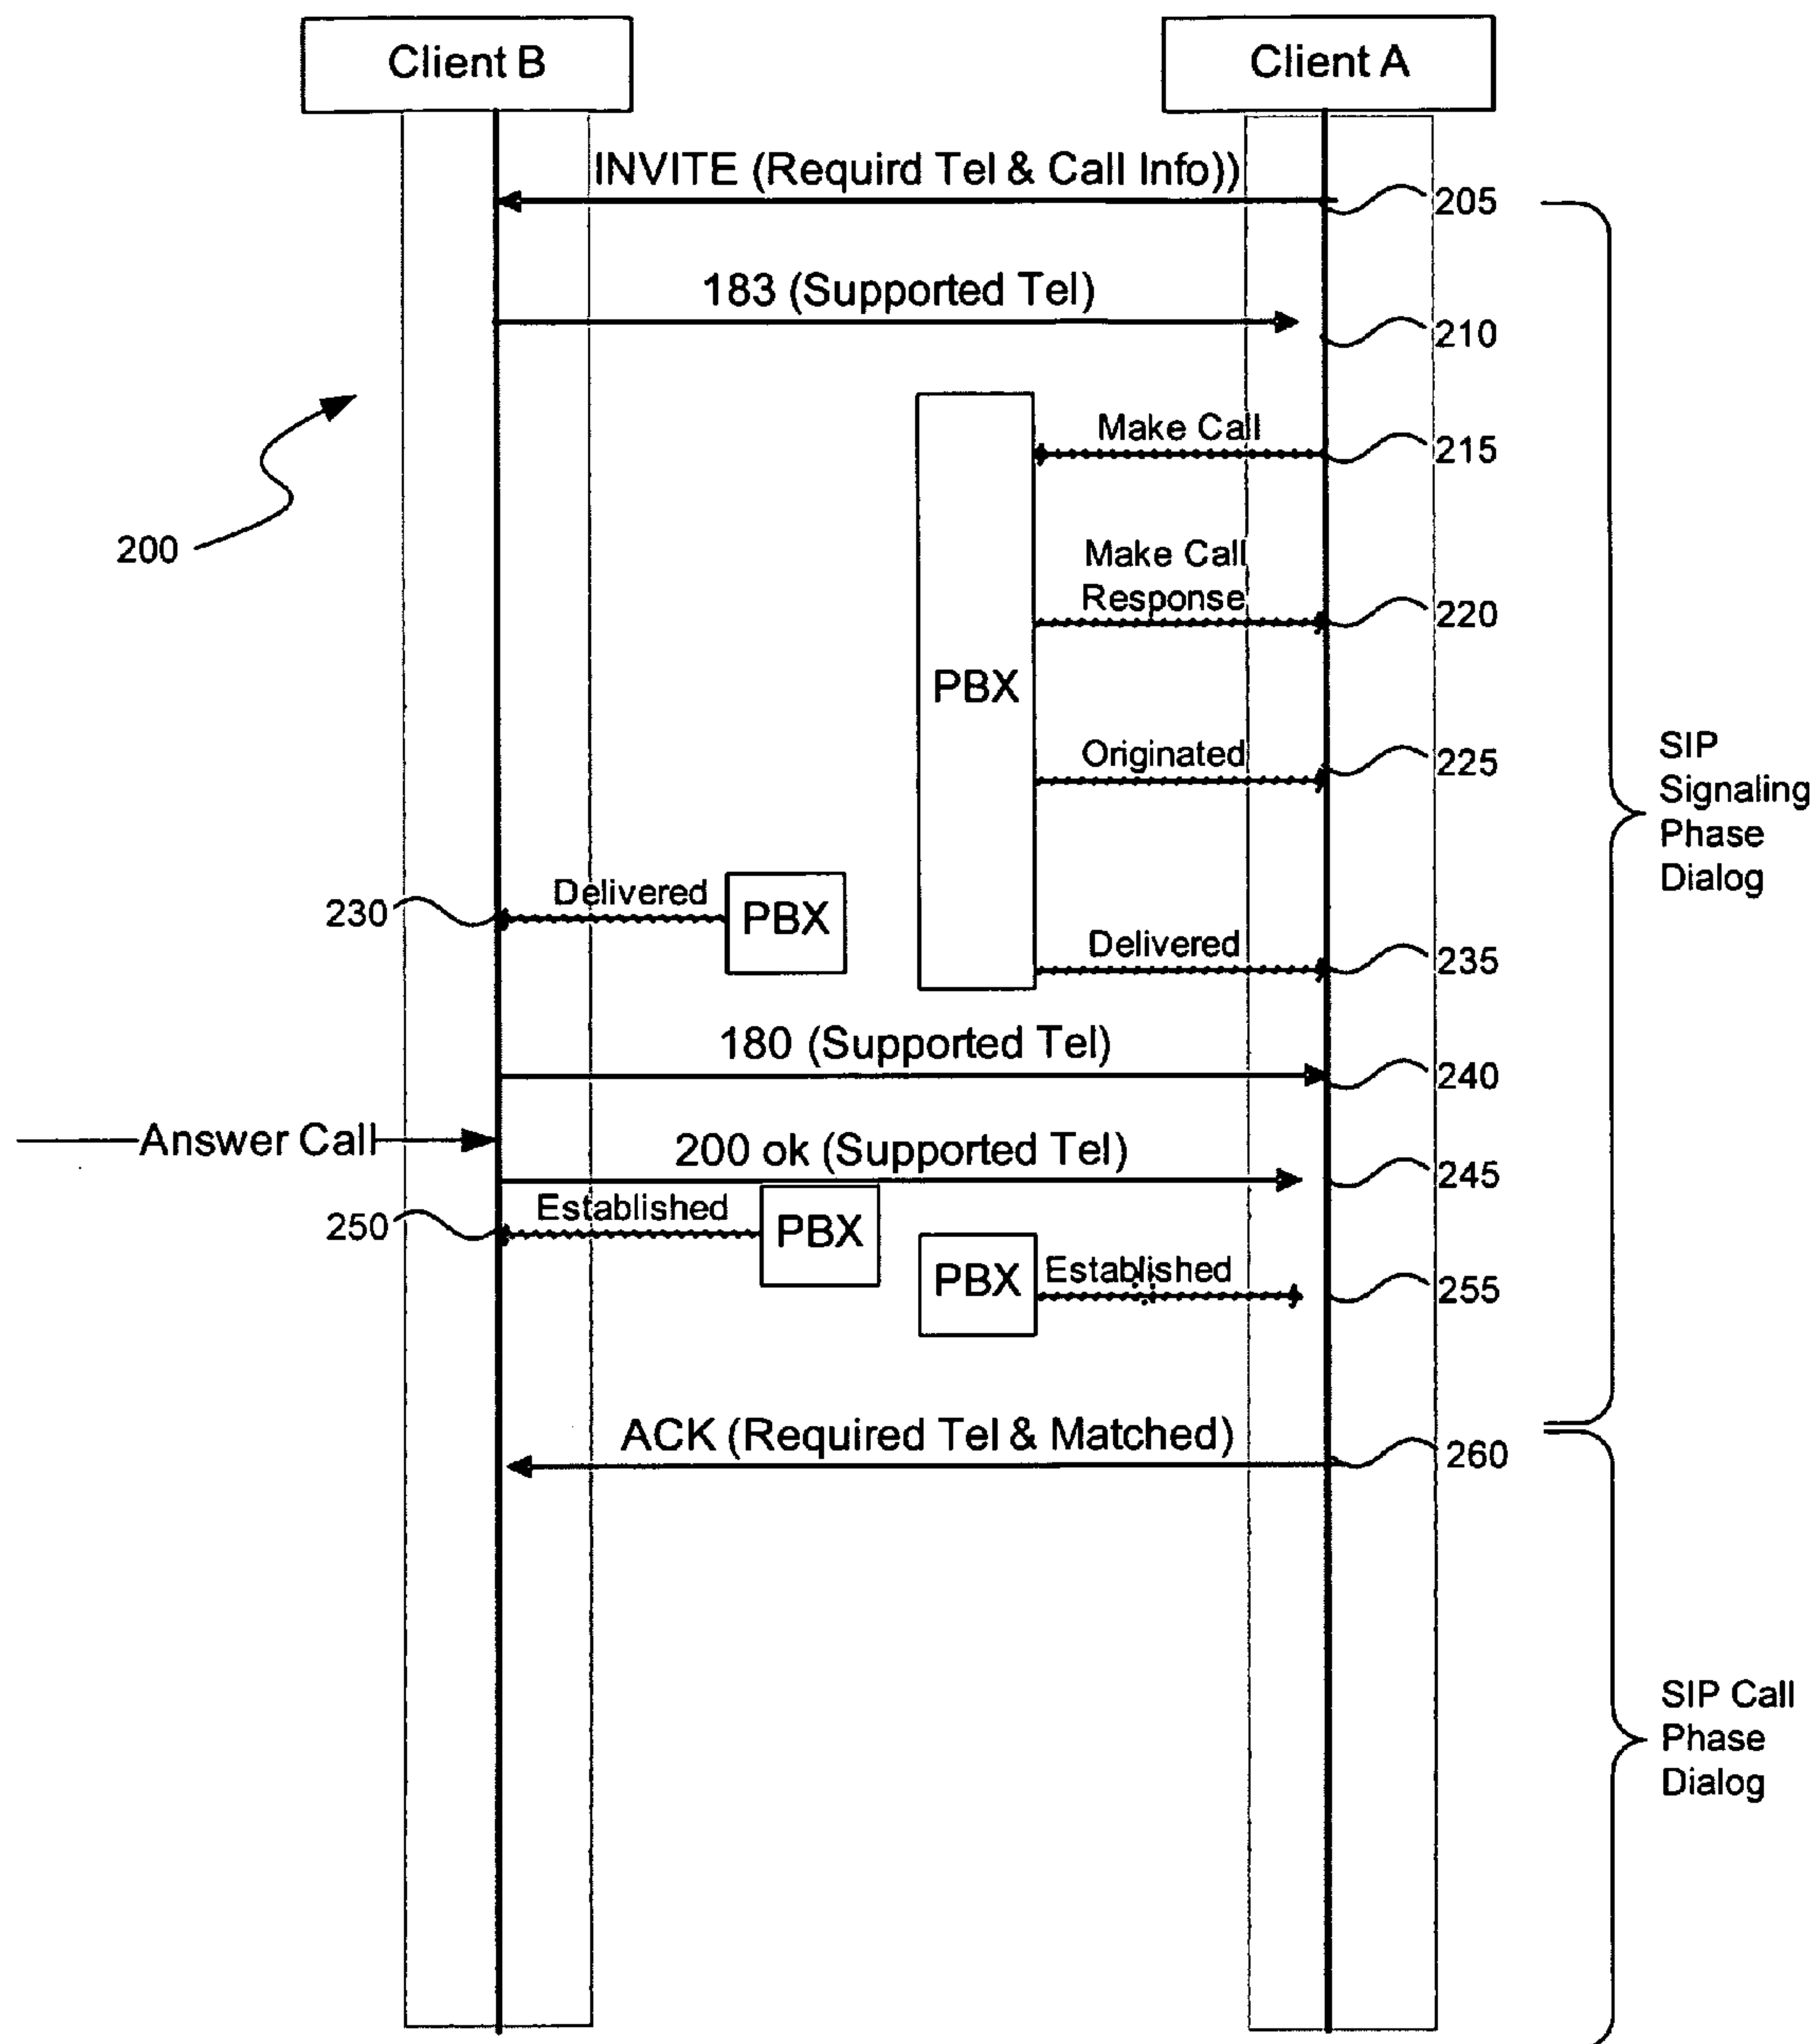 Client B
Client A
INVITE (Requird Tel & Call Info))
205
183 (Supported Tel)
210
Make Call
215
200
Make Call
Response
220
PBX
Originated
225
SIP
Signaling
Phase
Dialog
230
Delivered
PBX
Delivered
235
180 (Supported Tel)
240
Answer Call
200 ok (Supported Tel)
245
250
Established
PBX
PBX
Established
255
ACK (Required Tel & Matched)
260
SIP Call
Phase
Dialog